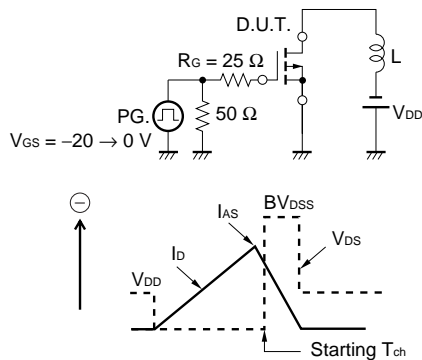 D.U.T.
RG = 25 Ω
L
PG.
50 Ω
VDD
VGS = −20 → 0 V
−
IAS
BVDSS
ID
VDS
VDD
Starting Tch